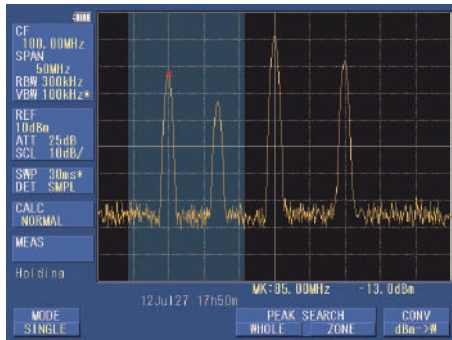 CF
100.00MHz
SPAN
50MHz
RBW 300kHz
VBW 100kHz*
REF
10dBm
ATT 25dB
SCL 10dB/
SWP 30ms*
DET SMPL
CALC
NORMAL
MEAS
Holding
MK:85.00MHz -13.0dBm
12Jul27 17h50m
MODE
SINGLE
PEAK SEARCH
WHOLE ZONE
CONV
dBm->W